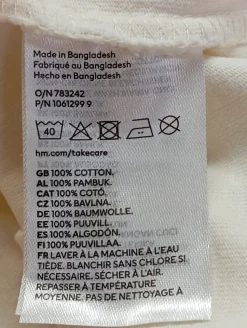 Made in Bangladesh
Fabriqué au Bangladesh
Hecho en Bangladesh
O/N 783242
P/N 1061299 9
40
hm.com/takecare
GB 100% COTTON.
AL 100% PAMBUK.
CAT 100% COTÓ.
CZ 100% BAVLNA.
DE 100% BAUMWOLLE.
EE 100% PUUVILL.
ES 100% ALGODÓN.
FI 100% PUUVILLAA.
FR LAVER À LA MACHINE À L'EAU
TIÈDE. BLANCHIR SANS CHLORE SI
NÉCESSAIRE. SÉCHER À L'AIR.
REPASSER À TEMPÉRATURE
MOYENNE. PAS DE NETTOYAGE À